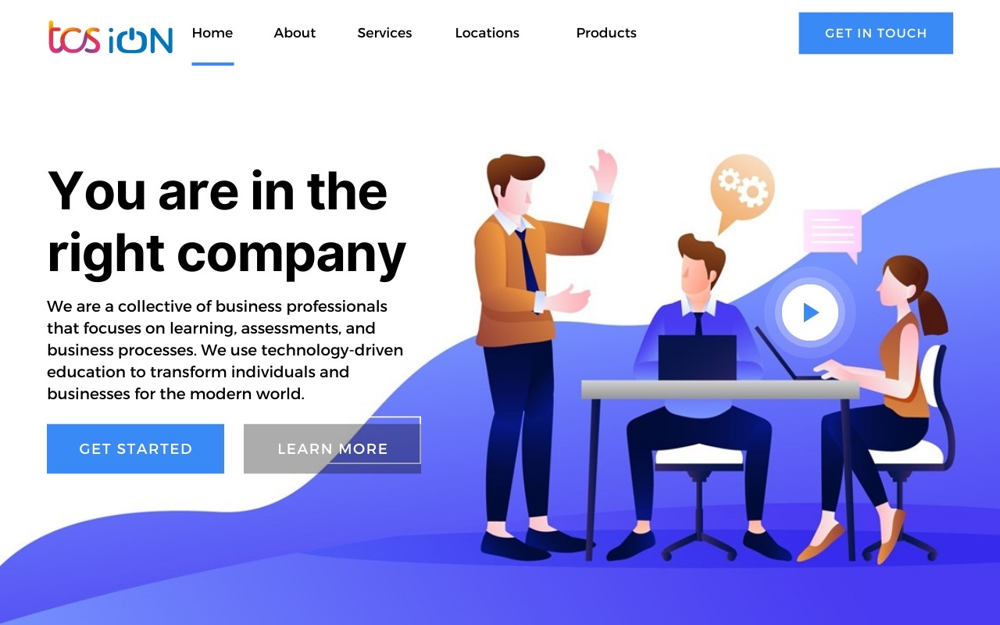 tcs iON
Home
About
Services
Locations
Products
GET IN TOUCH
You are in the
right company
We are a collective of business professionals
that focuses on learning, assessments, and
business processes. We use technology-driven
education to transform individuals and
businesses for the modern world.
GET STARTED
LEARN MORE